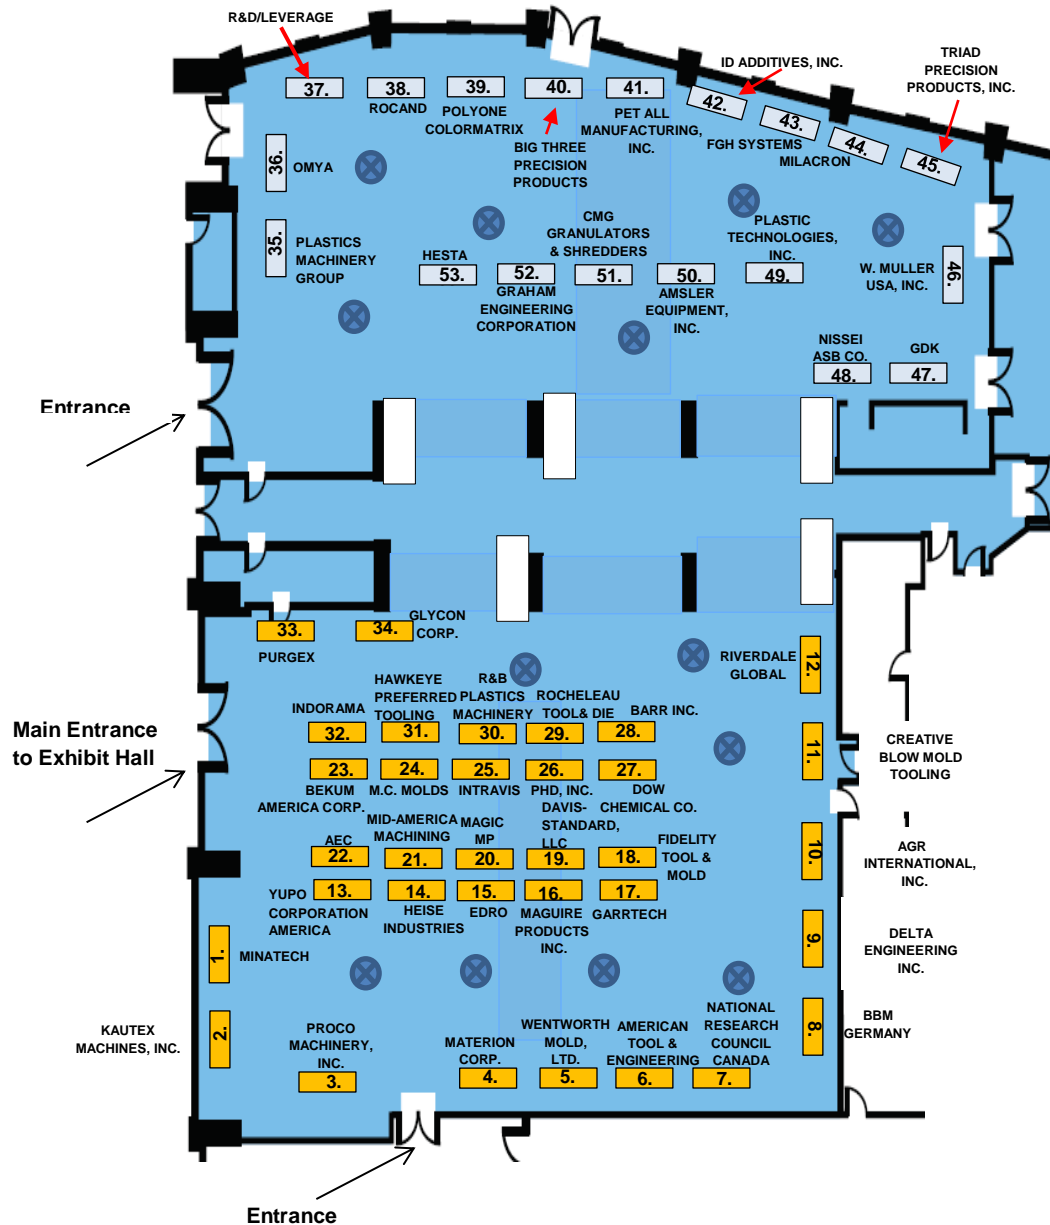 R&D/LEVERAGE
ID ADDITIVES, INC.
TRIAD
PRECISION
PRODUCTS, INC.
37.
38.
39.
40.
41.
42.
43.
44.
45.
ROCAND
POLYONE
COLORMATRIX
BIG THREE
PRECISION
PRODUCTS
PET ALL
MANUFACTURING,
INC.
FGH SYSTEMS
MILACRON
36.
OMYA
35.
PLASTICS
MACHINERY
GROUP
HESTA
53.
52.
GRAHAM
ENGINEERING
CORPORATION
CMG
GRANULATORS
& SHREDDERS
51.
50.
AMSLER
EQUIPMENT,
INC.
PLASTIC
TECHNOLOGIES,
INC.
49.
W. MULLER
USA, INC.
46.
NISSEI
ASB CO.
48.
GDK
47.
Entrance
33.
PURGEX
34.
GLYCON
CORP.
RIVERDALE
GLOBAL
12.
INDORAMA
32.
HAWKEYE
PREFERRED
TOOLING
31.
R&B
PLASTICS
MACHINERY
30.
ROCHELEAU
TOOL& DIE
29.
BARR INC.
28.
Main Entrance
to Exhibit Hall
23.
BEKUM
AMERICA CORP.
24.
M.C. MOLDS
25.
INTRAVIS
26.
PHD, INC.
27.
DOW
CHEMICAL CO.
11.
CREATIVE
BLOW MOLD
TOOLING
AEC
22.
MID-AMERICA
MACHINING
21.
MAGIC
MP
20.
DAVIS-
STANDARD,
LLC
19.
18.
FIDELITY
TOOL &
MOLD
10.
AGR
INTERNATIONAL,
INC.
13.
YUPO
CORPORATION
AMERICA
14.
HEISE
INDUSTRIES
15.
EDRO
16.
MAGUIRE
PRODUCTS
INC.
17.
GARRTECH
1.
MINATECH
9.
DELTA
ENGINEERING
INC.
KAUTEX
MACHINES, INC.
2.
PROCO
MACHINERY,
INC.
3.
MATERION
CORP.
4.
WENTWORTH
MOLD,
LTD.
5.
AMERICAN
TOOL &
ENGINEERING
6.
NATIONAL
RESEARCH
COUNCIL
CANADA
7.
8.
BBM
GERMANY
Entrance